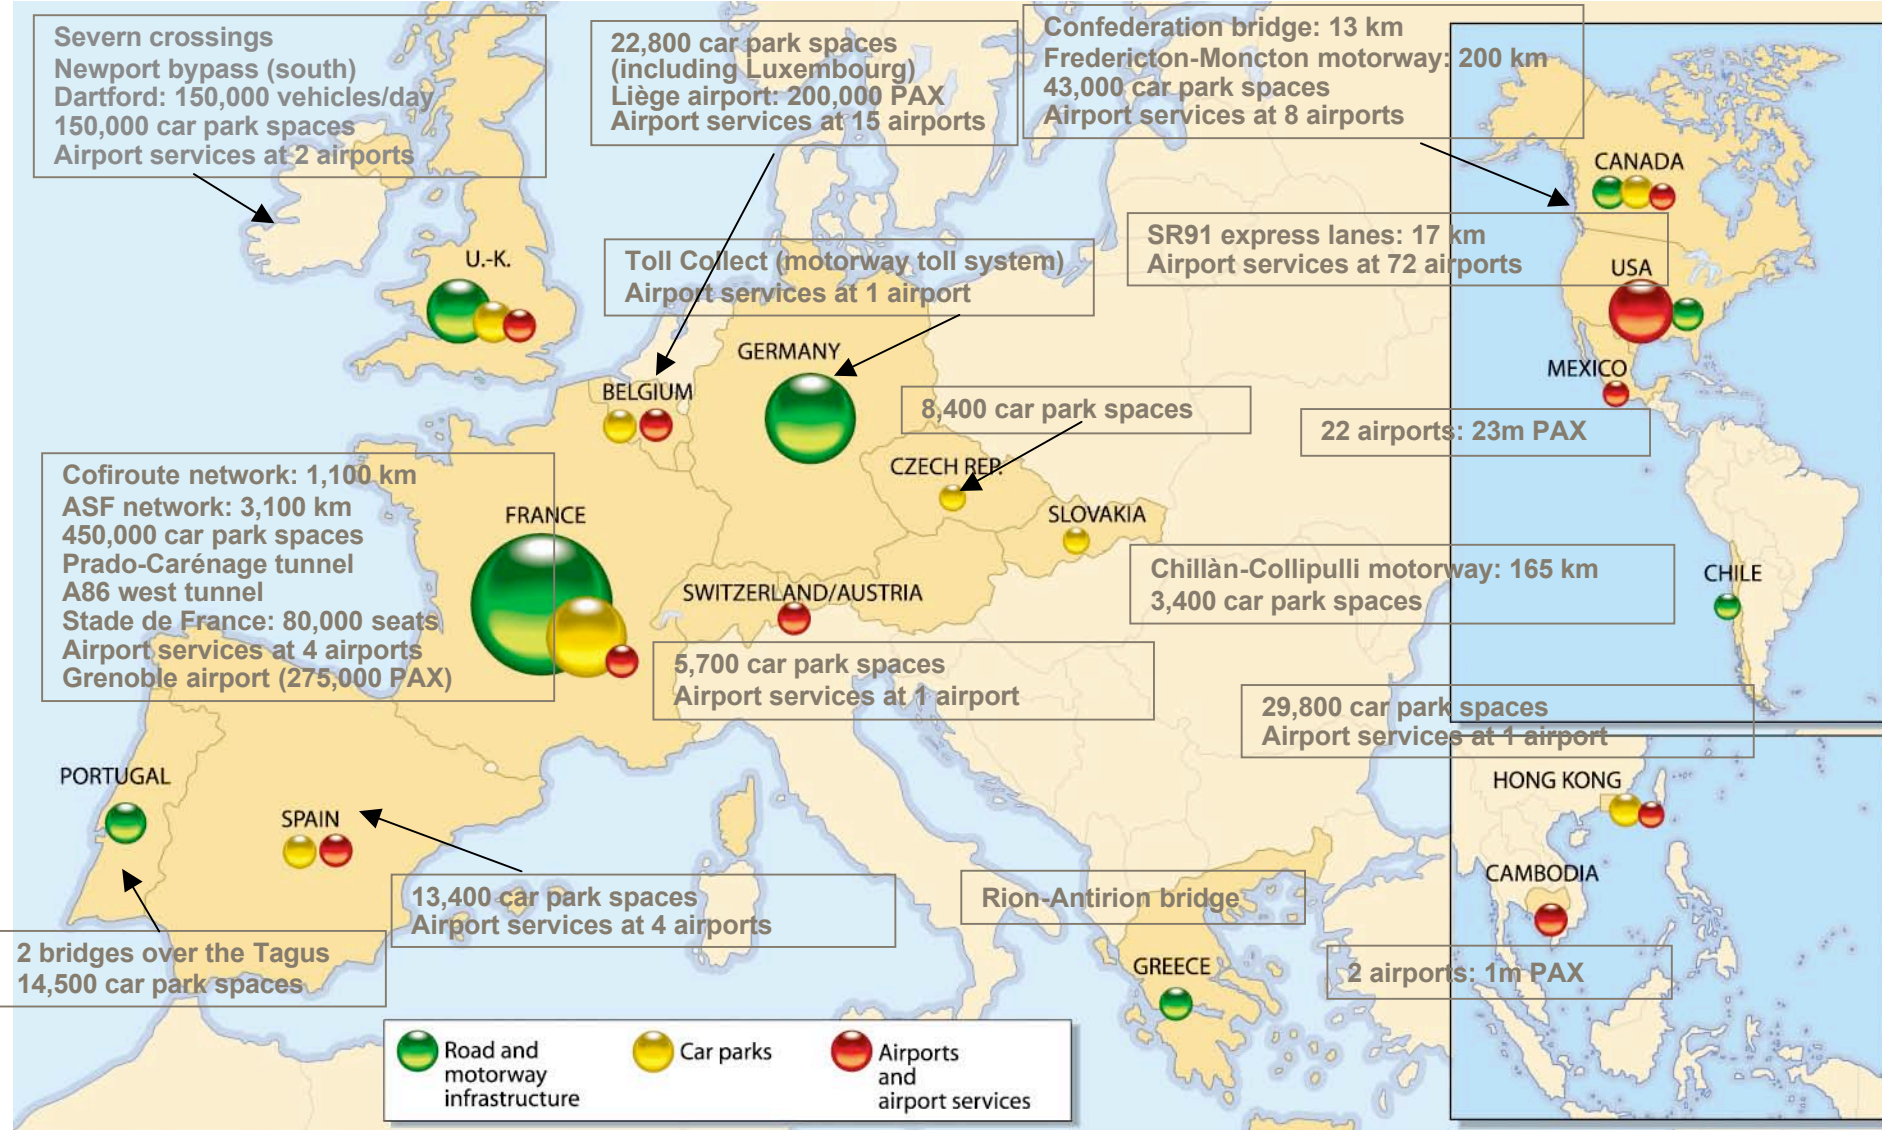 Severn crossings
Newport bypass (south)
Dartford: 150,000 vehicles/day
150,000 car park spaces
Airport services at 2 airports
22,800 car park spaces
(including Luxembourg)
Liège airport: 200,000 PAX
Airport services at 15 airports
Confederation bridge: 13 km
Fredericton-Moncton motorway: 200 km
43,000 car park spaces
Airport services at 8 airports
CANADA
SR91 express lanes: 17 km
Airport services at 72 airports
USA
U.-K.
Toll Collect (motorway toll system)
Airport services at 1 airport
GERMANY
MEXICO
BELGIUM
8,400 car park spaces
22 airports: 23m PAX
CZECH REP.
Cofiroute network: 1,100 km
ASF network: 3,100 km
450,000 car park spaces
Prado-Carénage tunnel
A86 west tunnel
Stade de France: 80,000 seats
Airport services at 4 airports
Grenoble airport (275,000 PAX)
FRANCE
SLOVAKIA
SWITZERLAND/AUSTRIA
Chillàn-Collipulli motorway: 165 km
3,400 car park spaces
CHILE
5,700 car park spaces
Airport services at 1 airport
29,800 car park spaces
Airport services at 1 airport
PORTUGAL
HONG KONG
SPAIN
CAMBODIA
13,400 car park spaces
Airport services at 4 airports
Rion-Antirion bridge
2 bridges over the Tagus
14,500 car park spaces
GREECE
2 airports: 1m PAX
Road and
motorway
infrastructure
Car parks
Airports
and
airport services